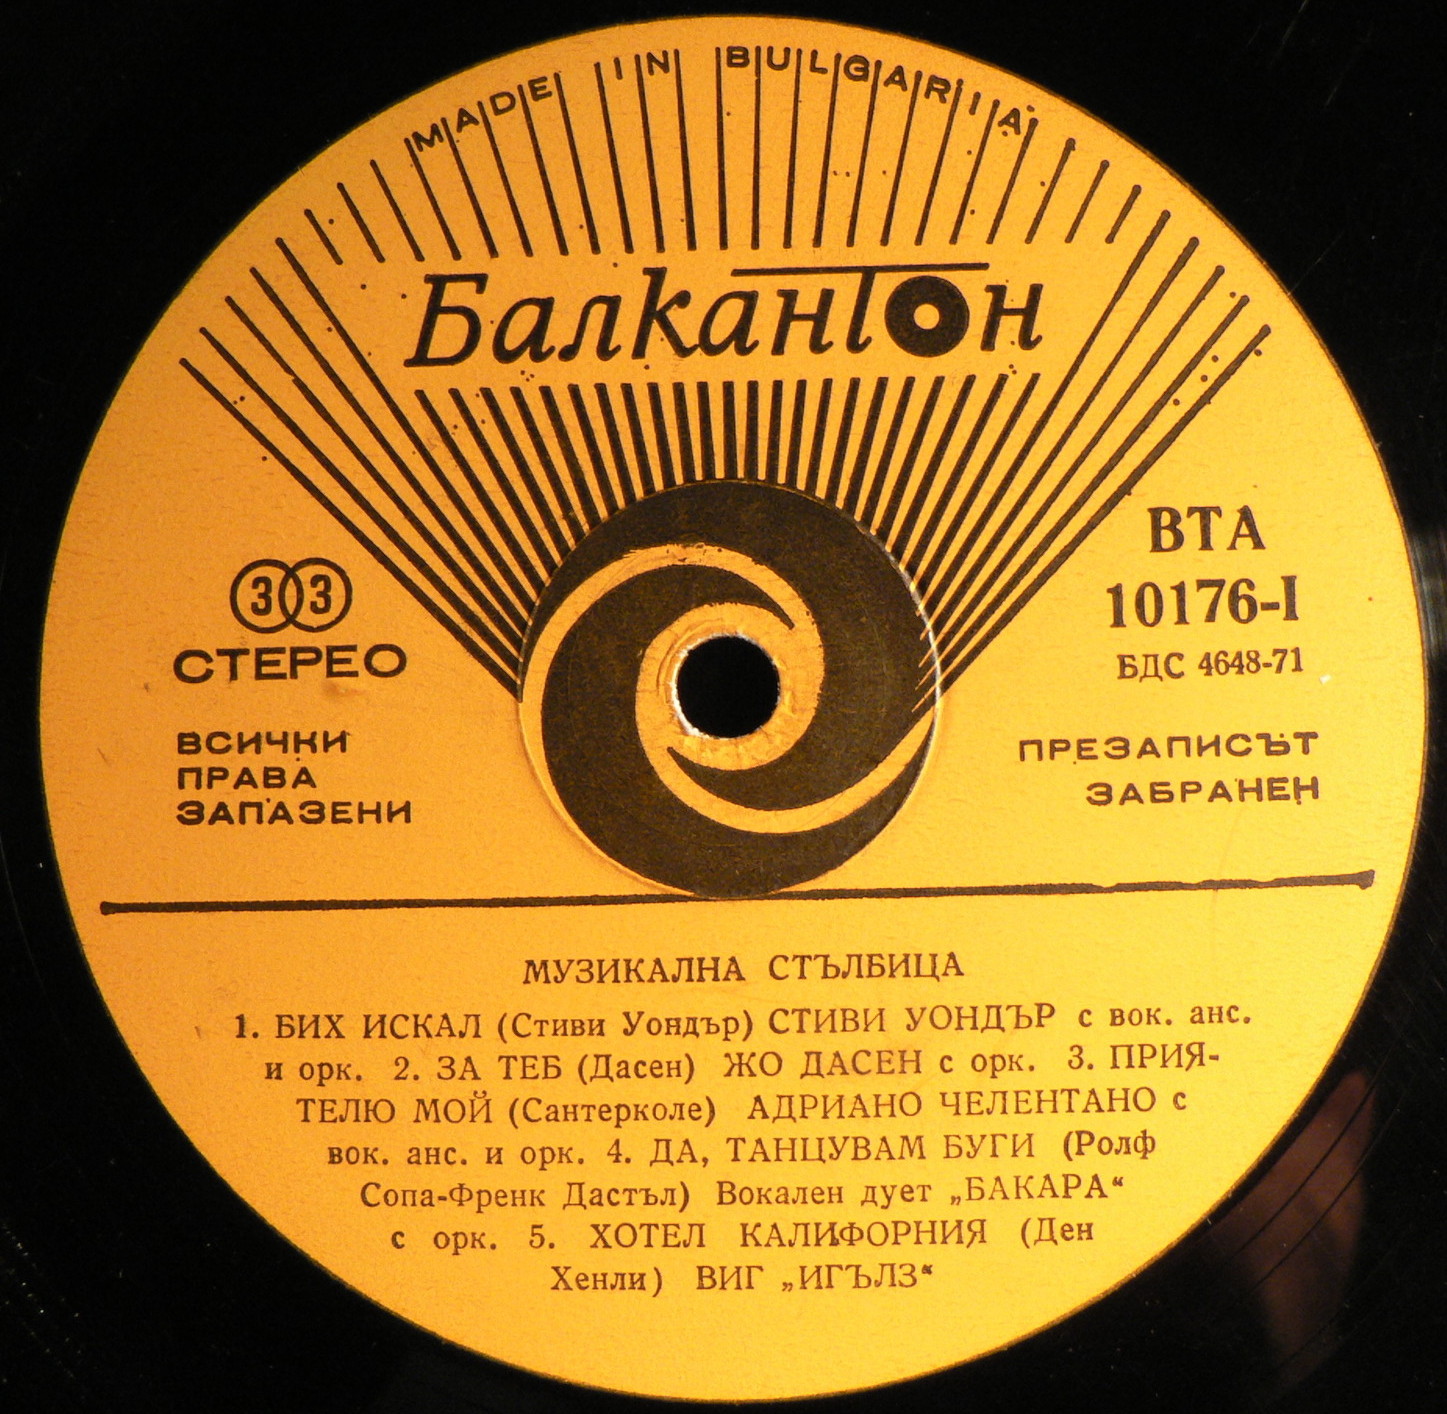 MADE IN BULGARIA
Балкантон
33
СТЕРЕО
ВСИЧКИ
ПРАВА
ЗАПАЗЕНИ
ВТА
10176-I
БДС 4648-71
ПРЕЗАПИСЪТ
ЗАБРАНЕН
МУЗИКАЛНА СТЪЛБИЦА
1. БИХ ИСКАЛ (Стиви Уондър) СТИВИ УОНДЪР с вок. анс.
и орк. 2. ЗА ТЕБ (Дасен) ЖО ДАСЕН с орк. 3. ПРИЯ-
ТЕЛЮ МОЙ (Сантерколе) АДРИАНО ЧЕЛЕНТАНО с
вок. анс. и орк. 4. ДА, ТАНЦУВАМ БУГИ (Ролф
Сопа-Френк Дастъл) Вокален дует „БАКАРА“
с орк. 5. ХОТЕЛ КАЛИФОРНИЯ (Ден
Хенли) ВИГ „ИГЪЛЗ“